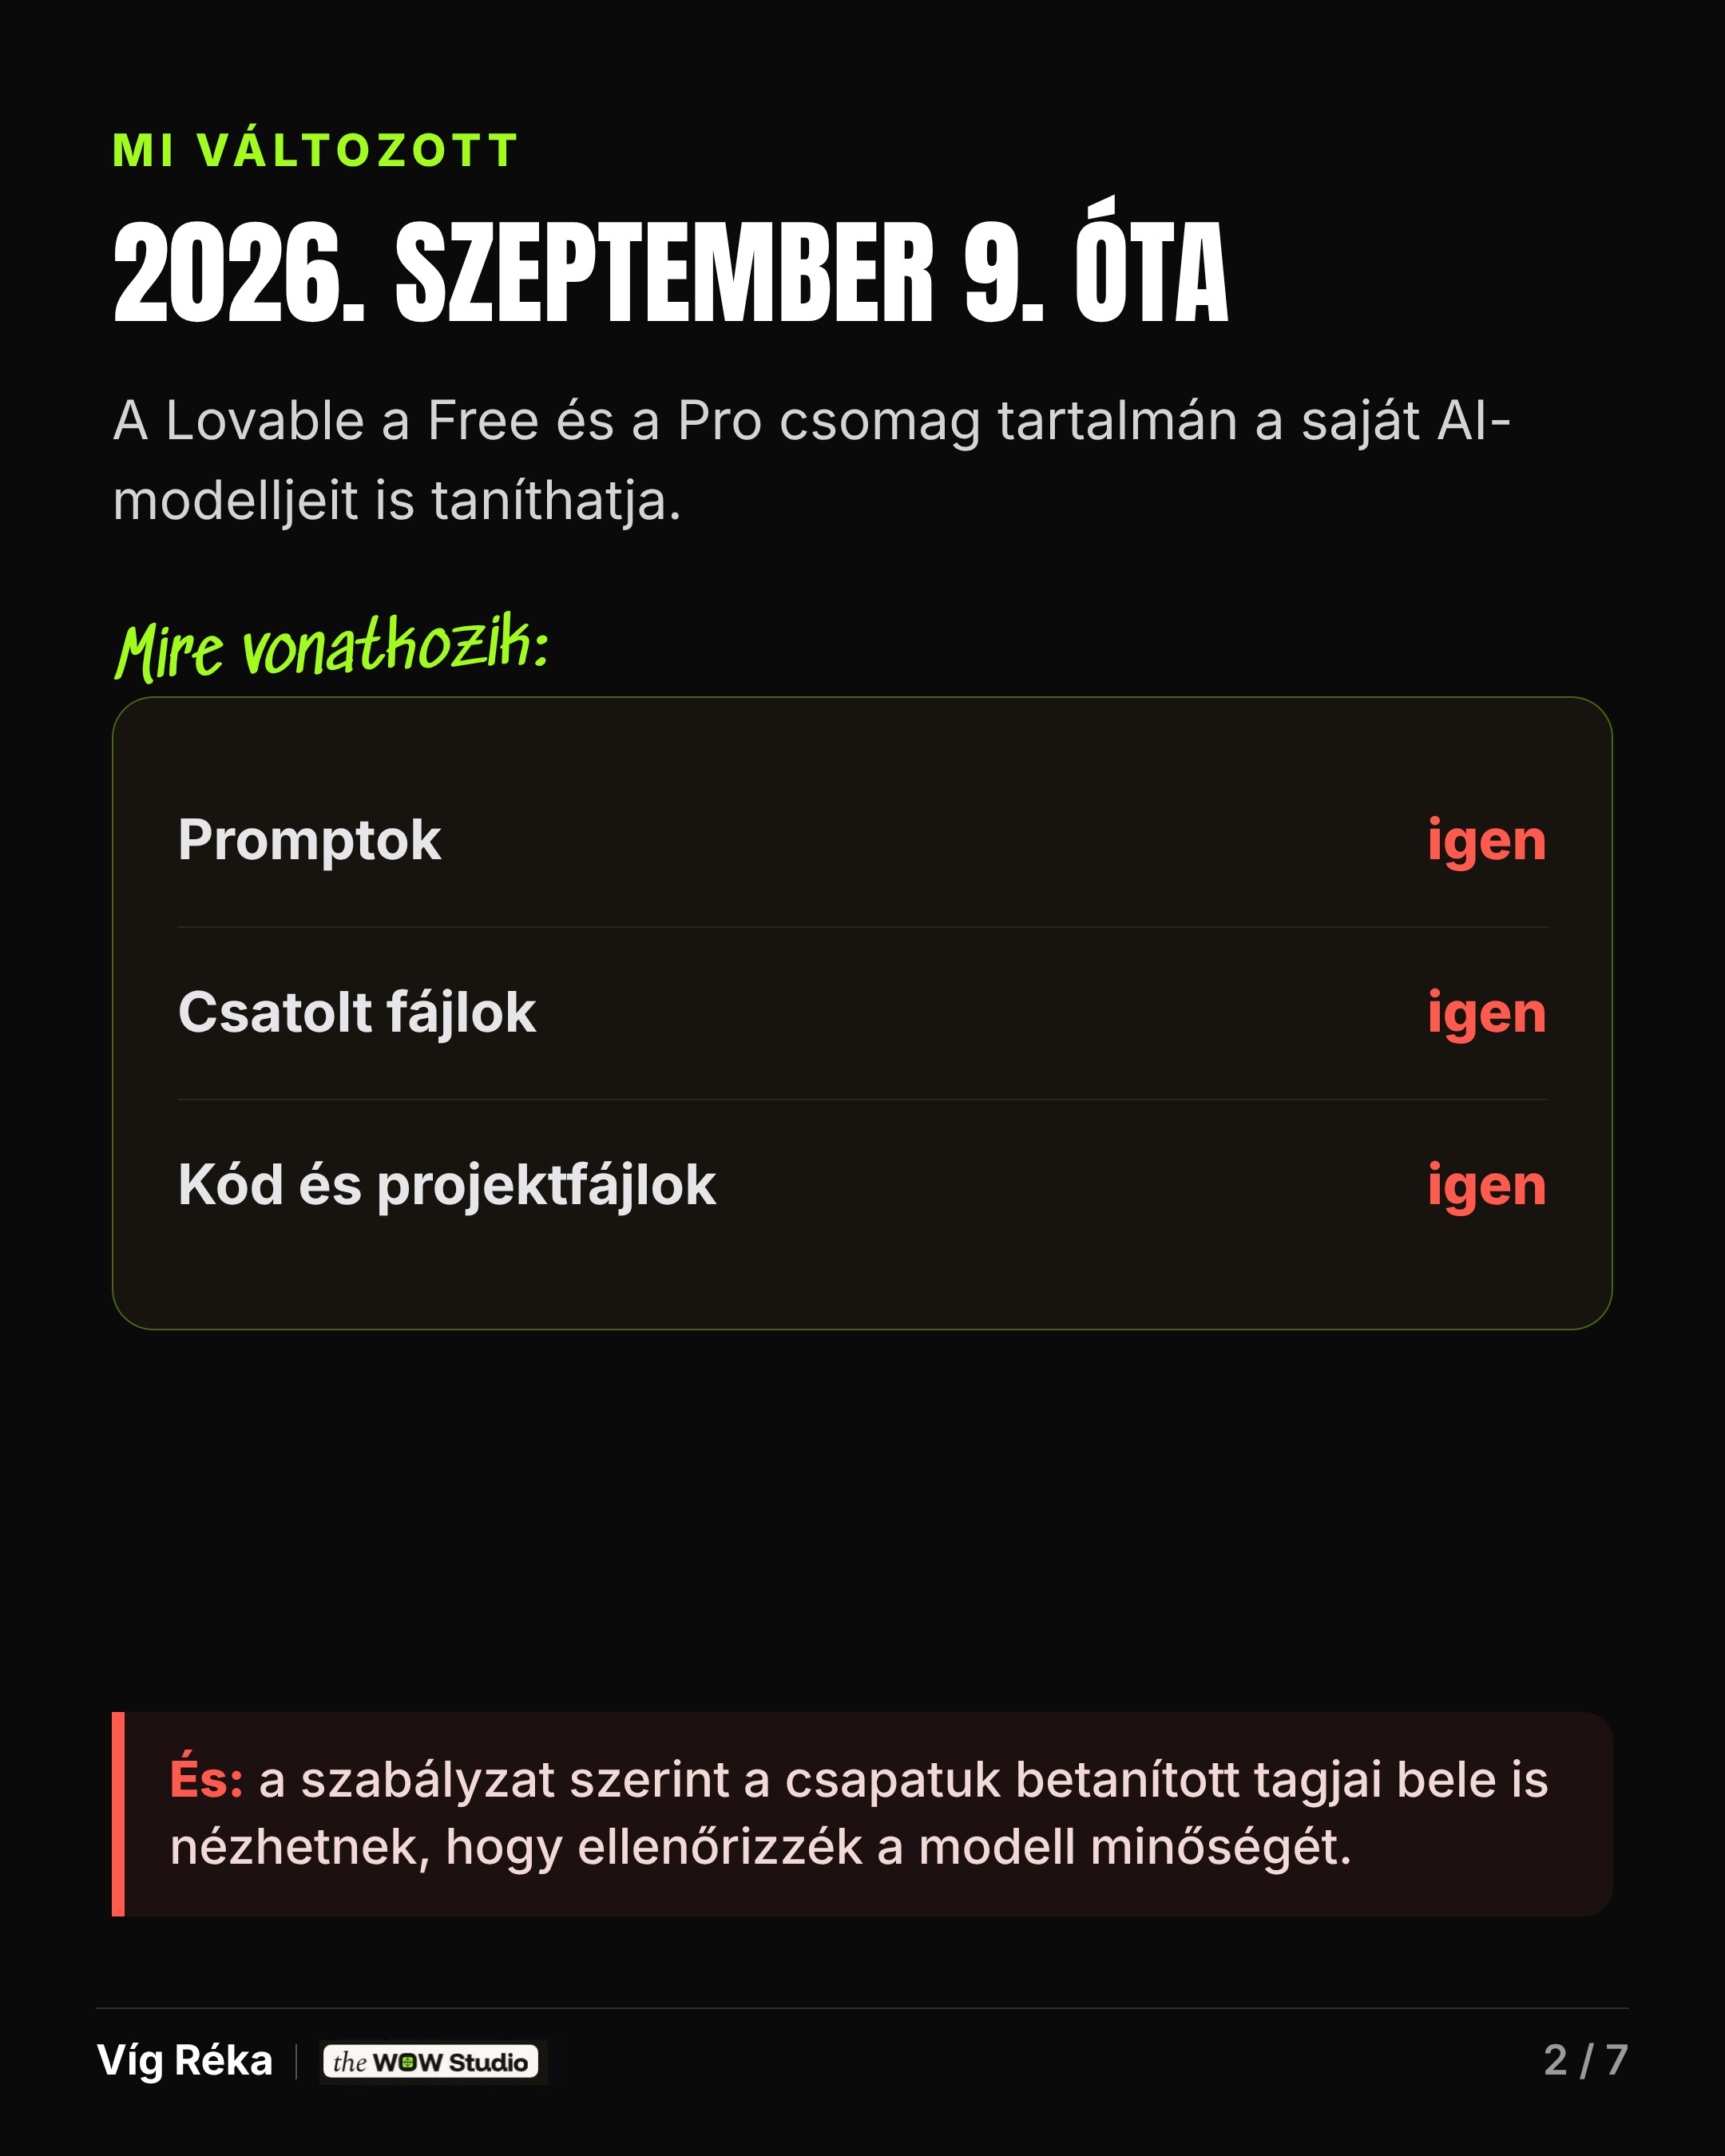 MI VÁLTOZOTT
2026. SZEPTEMBER 9. ÓTA
A Lovable a Free és a Pro csomag tartalmán a saját AI-
modelljeit is taníthatja.
Mire vonatkozik:
Promptok igen
Csatolt fájlok igen
Kód és projektfájlok igen
És: a szabályzat szerint a csapatuk betanított tagjai bele is
nézhetnek, hogy ellenőrizzék a modell minőségét.
Víg Réka the WOW Studio 2 / 7